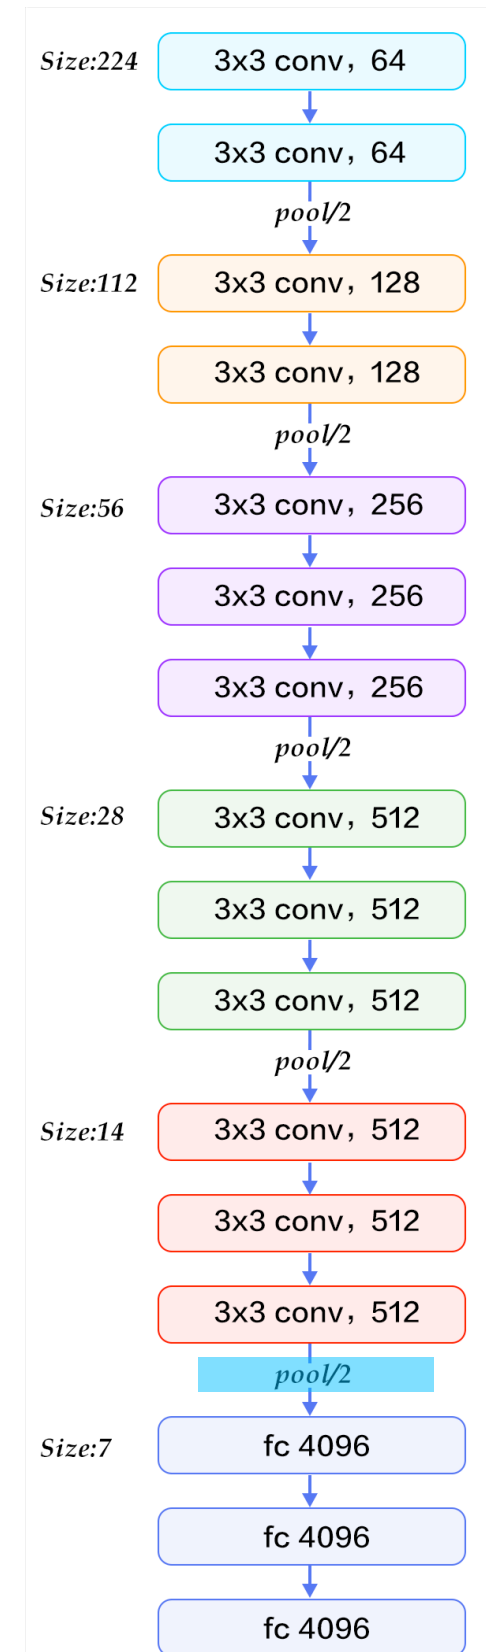 Size:224 3x3 conv, 64
3x3 conv, 64
pool/2
Size:112 3x3 conv, 128
3x3 conv, 128
pool/2
Size:56 3x3 conv, 256
3x3 conv, 256
3x3 conv, 256
pool/2
Size:28 3x3 conv, 512
3x3 conv, 512
3x3 conv, 512
pool/2
Size:14 3x3 conv, 512
3x3 conv, 512
3x3 conv, 512
pool/2
Size:7 fc 4096
fc 4096
fc 4096